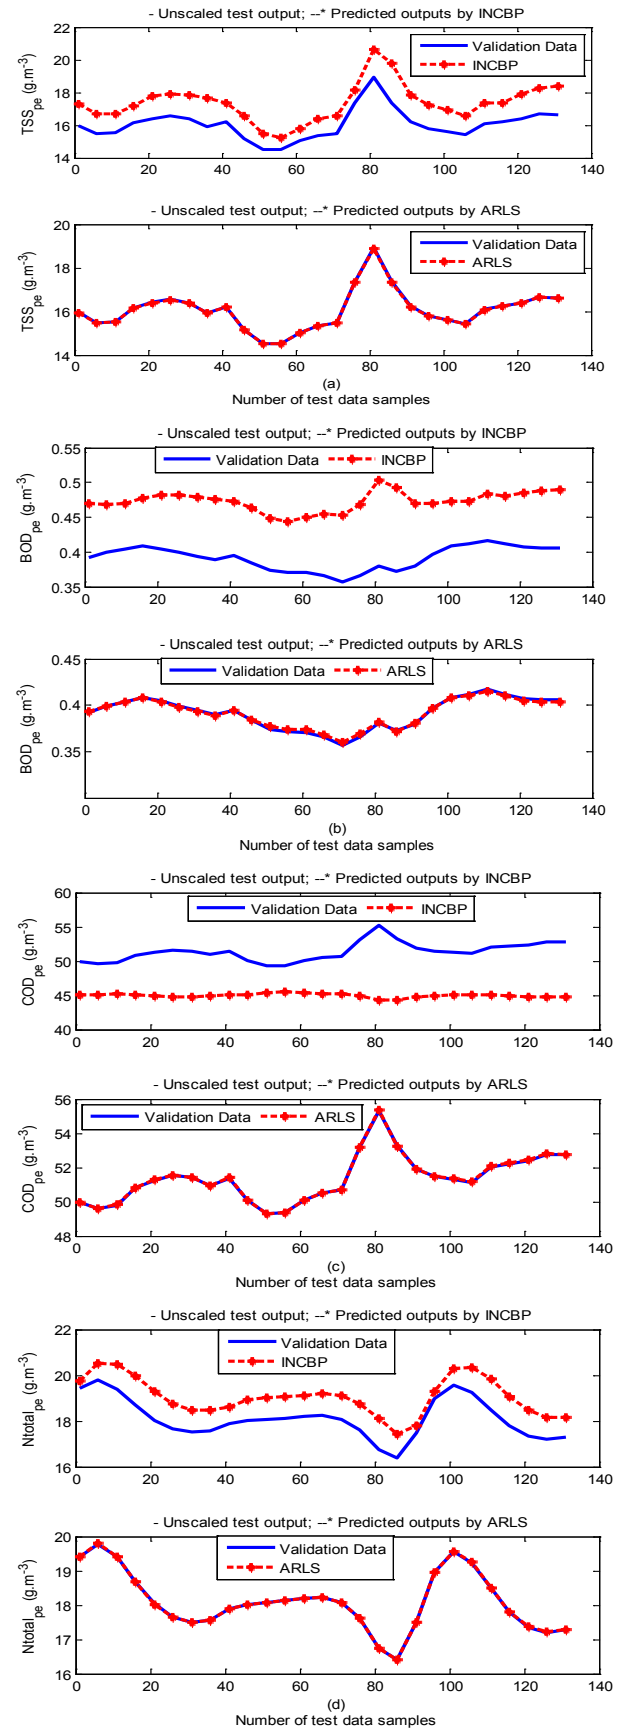 - Unscaled test output; --* Predicted outputs by INCBP
22
20
18
16
14
TSSpe (g.m-3)
Validation Data
INCBP
0 20 40 60 80 100 120 140
- Unscaled test output; --* Predicted outputs by ARLS
20
18
16
14
TSSpe (g.m-3)
Validation Data
ARLS
0 20 40 60 80 100 120 140
(a)
Number of test data samples
- Unscaled test output; --* Predicted outputs by INCBP
0.55
0.5
0.45
0.4
0.35
BODpe (g.m-3)
Validation Data INCBP
0 20 40 60 80 100 120 140
- Unscaled test output; --* Predicted outputs by ARLS
0.45
0.4
0.35
BODpe (g.m-3)
Validation Data ARLS
0 20 40 60 80 100 120 140
(b)
Number of test data samples
- Unscaled test output; --* Predicted outputs by INCBP
60
55
50
45
40
CODpe (g.m-3)
Validation Data INCBP
0 20 40 60 80 100 120 140
- Unscaled test output; --* Predicted outputs by ARLS
56
54
52
50
48
CODpe (g.m-3)
Validation Data ARLS
0 20 40 60 80 100 120 140
(c)
Number of test data samples
- Unscaled test output; --* Predicted outputs by INCBP
22
20
18
16
Ntotalpe (g.m-3)
Validation Data
INCBP
0 20 40 60 80 100 120 140
- Unscaled test output; --* Predicted outputs by ARLS
20
19
18
17
16
Ntotalpe (g.m-3)
Validation Data
ARLS
0 20 40 60 80 100 120 140
(d)
Number of test data samples